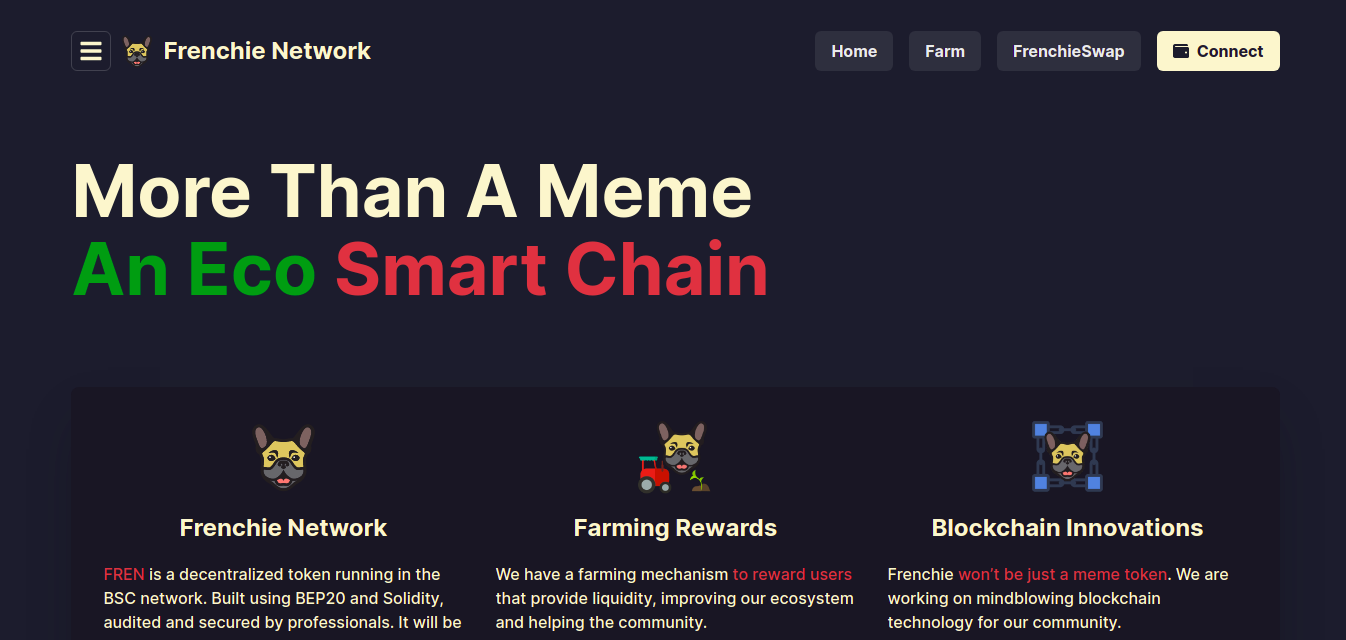 Frenchie Network
Home
Farm
FrenchieSwap
Connect
More Than A Meme
An Eco Smart Chain
Frenchie Network
FREN is a decentralized token running in the
BSC network. Built using BEP20 and Solidity,
audited and secured by professionals. It will be
Farming Rewards
We have a farming mechanism to reward users
that provide liquidity, improving our ecosystem
and helping the community.
Blockchain Innovations
Frenchie won't be just a meme token. We are
working on mindblowing blockchain
technology for our community.